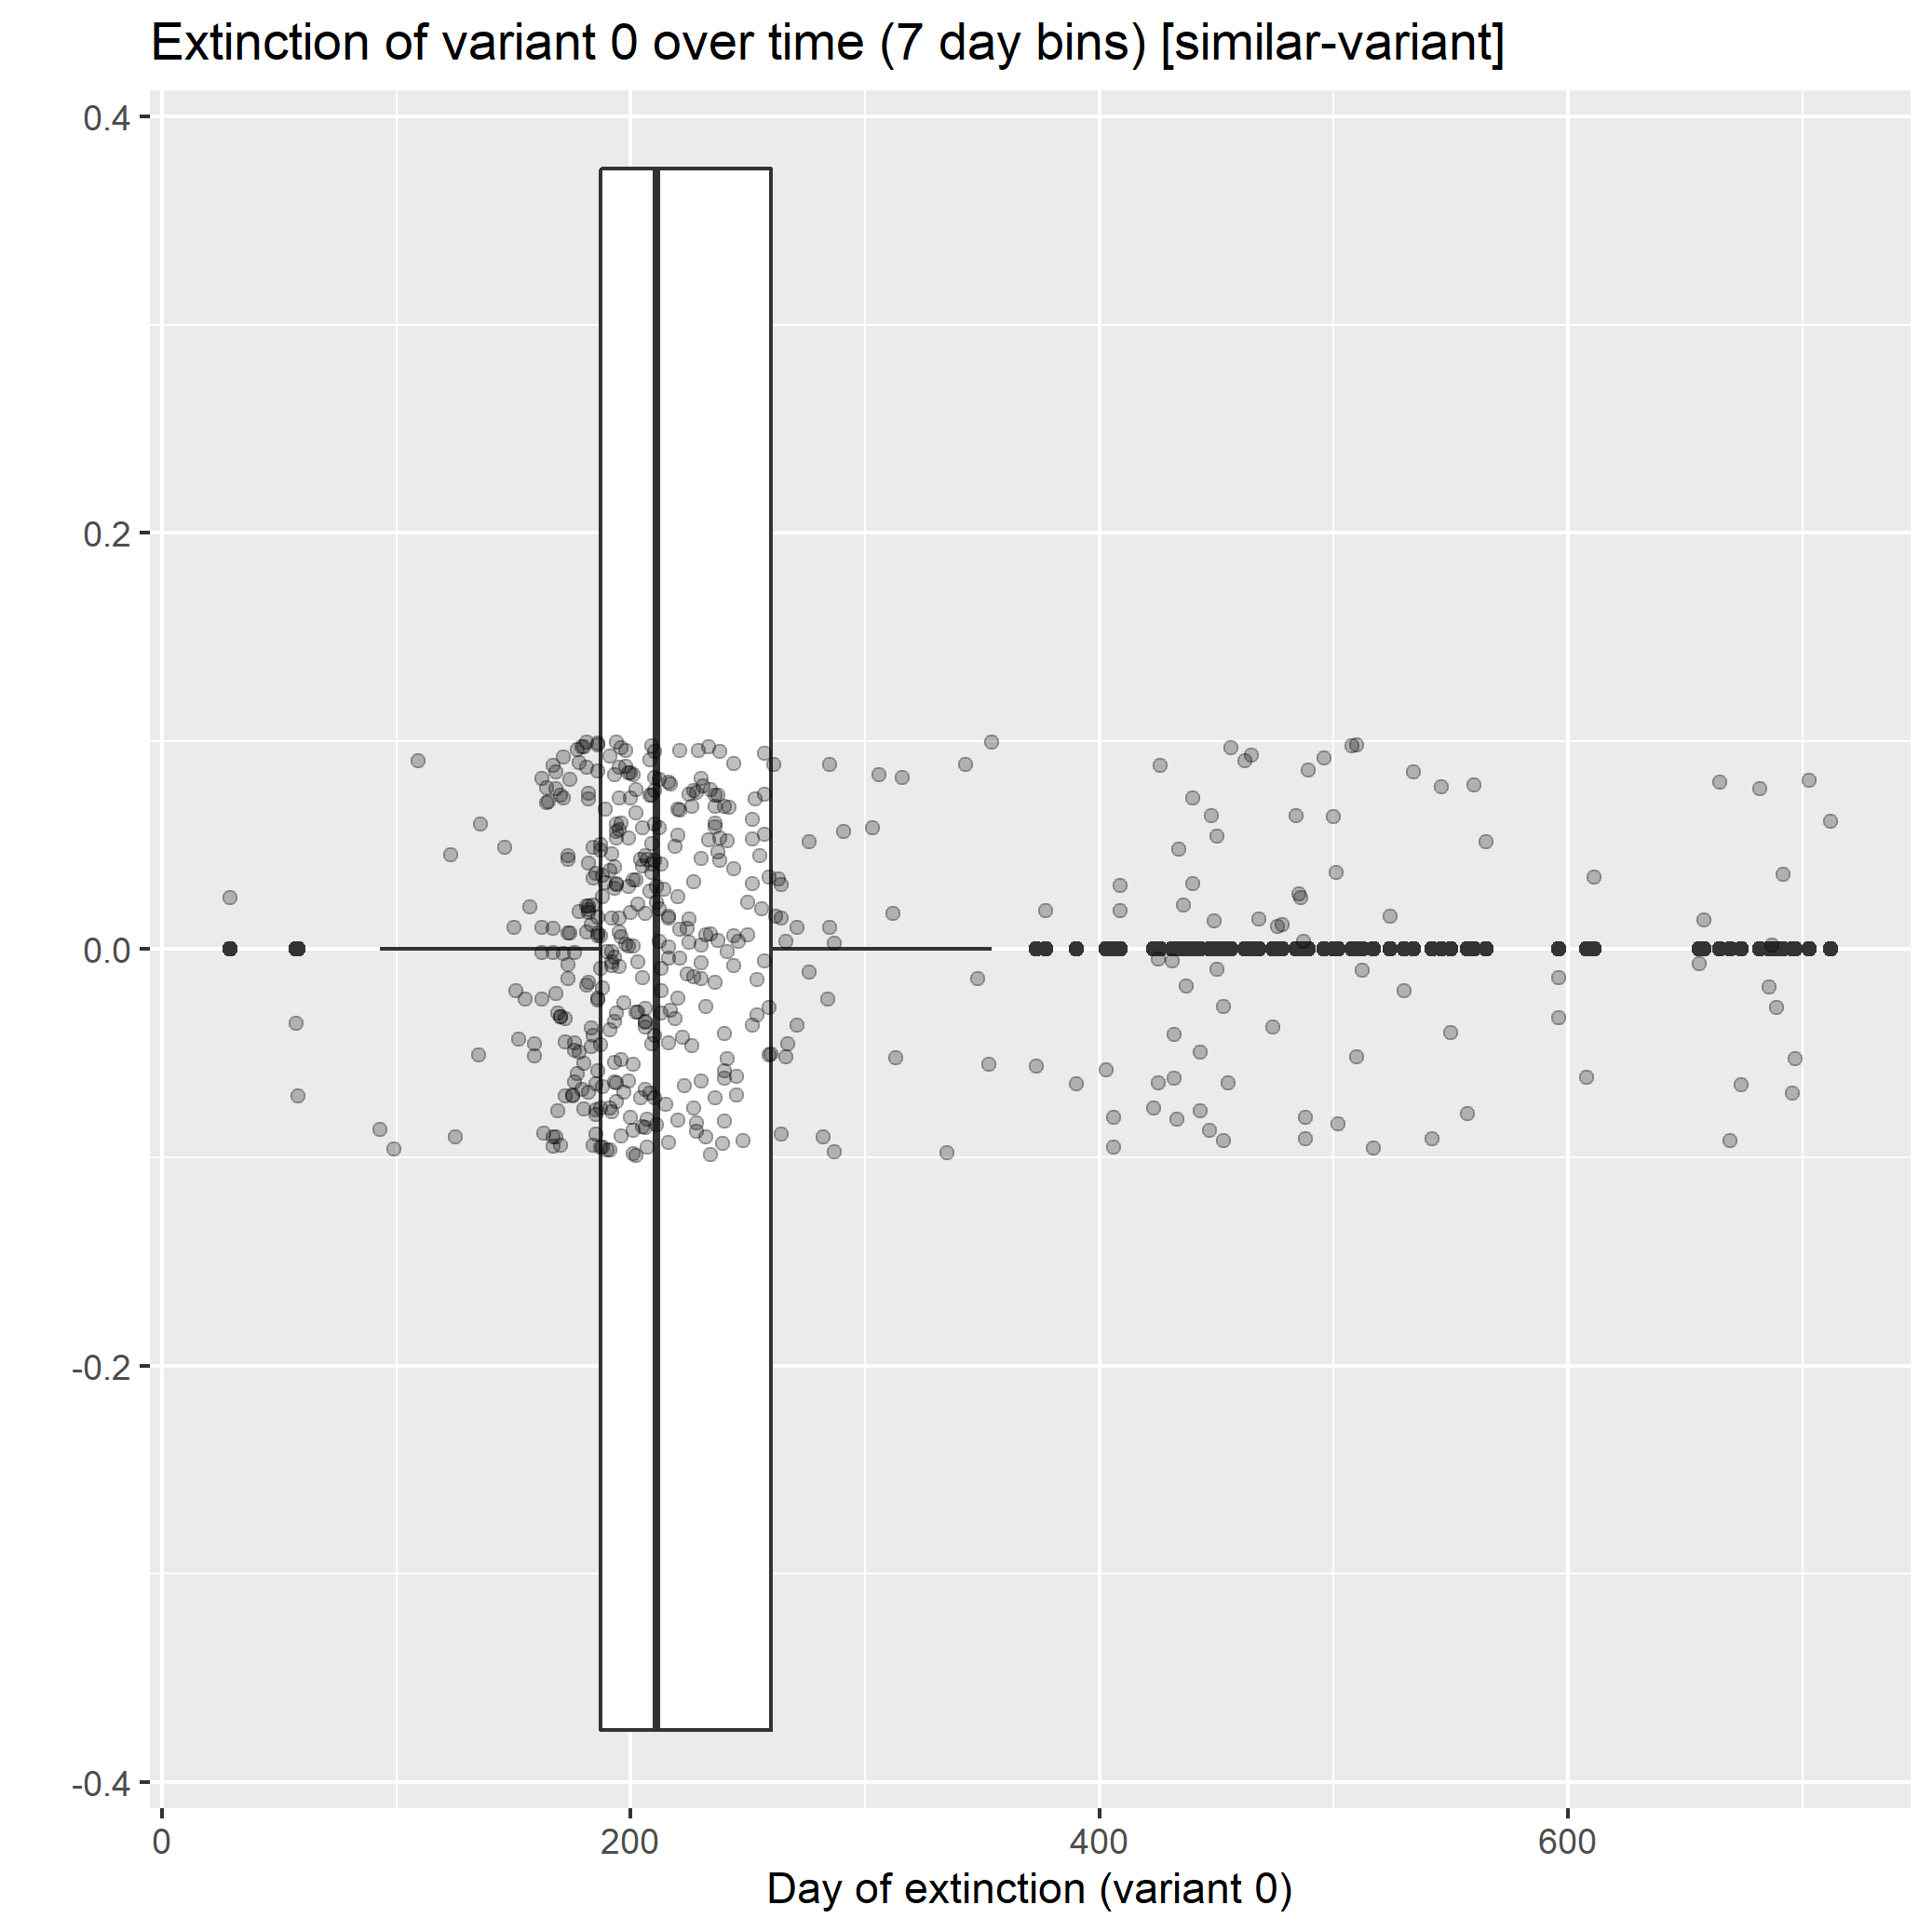 Extinction of variant 0 over time (7 day bins) [similar-variant]
0.4
0.2
0.0
-0.2
-0.4
0 200 400 600
Day of extinction (variant 0)